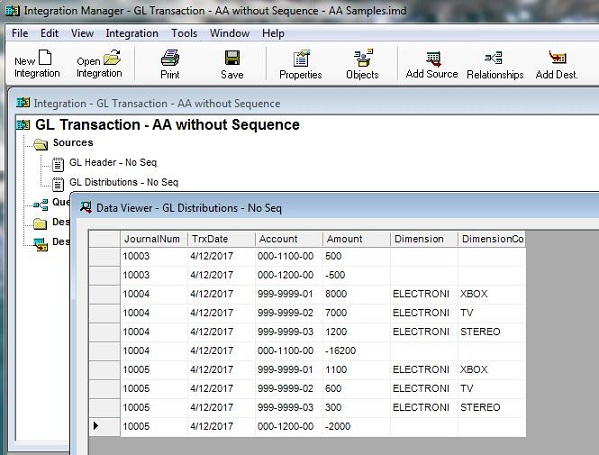 Integration Manager - GL Transaction - AA without Sequence - AA Samples.imd
File Edit View Integration Tools Window Help
New Integration Open Integration Print Save Properties Objects Add Source Relationships Add Dest.
Integration - GL Transaction - AA without Sequence
GL Transaction - AA without Sequence
Sources
GL Header - No Seq
GL Distributions - No Seq
Que
Des
Des
Data Viewer - GL Distributions - No Seq
JournalNum TrxDate Account Amount Dimension DimensionCo
10003 4/12/2017 000-1100-00 500
10003 4/12/2017 000-1200-00 -500
10004 4/12/2017 999-9999-01 8000 ELECTRONI XBOX
10004 4/12/2017 999-9999-02 7000 ELECTRONI TV
10004 4/12/2017 999-9999-03 1200 ELECTRONI STEREO
10004 4/12/2017 000-1100-00 -16200
10005 4/12/2017 999-9999-01 1100 ELECTRONI XBOX
10005 4/12/2017 999-9999-02 600 ELECTRONI TV
10005 4/12/2017 999-9999-03 300 ELECTRONI STEREO
10005 4/12/2017 000-1200-00 -2000